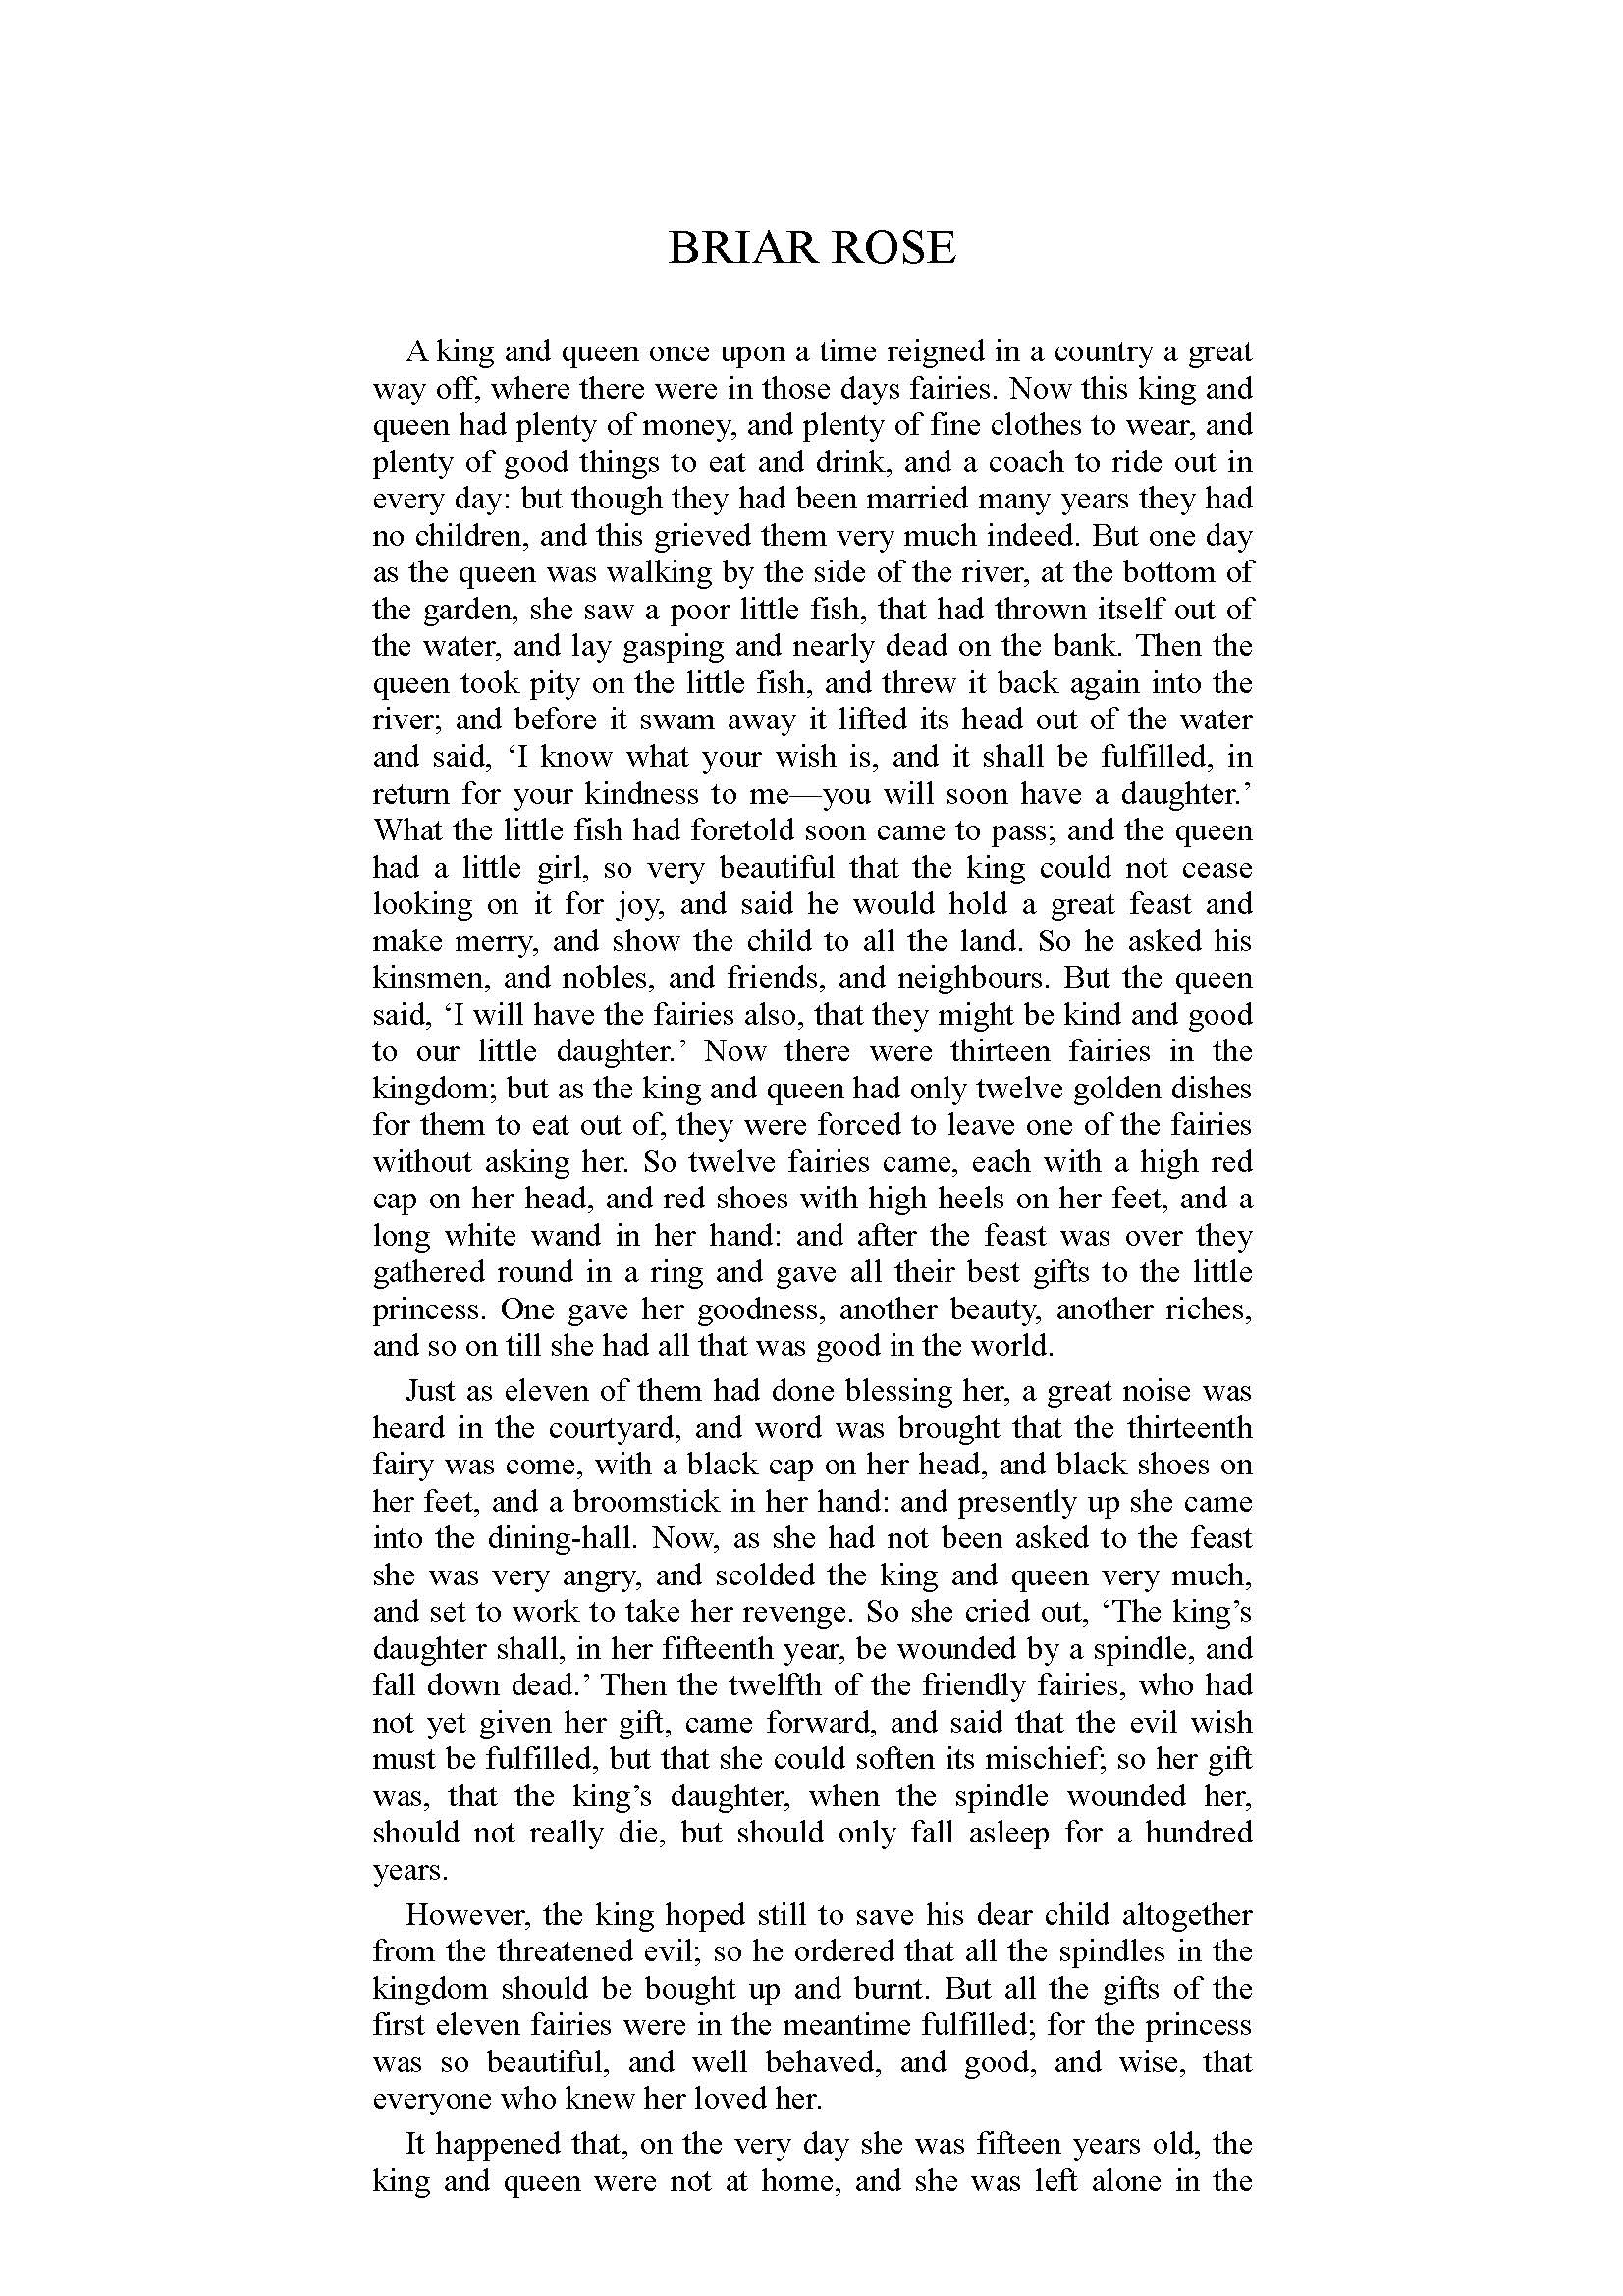 BRIAR ROSE
A king and queen once upon a time reigned in a country a great
way off, where there were in those days fairies. Now this king and
queen had plenty of money, and plenty of fine clothes to wear, and
plenty of good things to eat and drink, and a coach to ride out in
every day: but though they had been married many years they had
no children, and this grieved them very much indeed. But one day
as the queen was walking by the side of the river, at the bottom of
the garden, she saw a poor little fish, that had thrown itself out of
the water, and lay gasping and nearly dead on the bank. Then the
queen took pity on the little fish, and threw it back again into the
river; and before it swam away it lifted its head out of the water
and said, ‘I know what your wish is, and it shall be fulfilled, in
return for your kindness to me—you will soon have a daughter.’
What the little fish had foretold soon came to pass; and the queen
had a little girl, so very beautiful that the king could not cease
looking on it for joy, and said he would hold a great feast and
make merry, and show the child to all the land. So he asked his
kinsmen, and nobles, and friends, and neighbours. But the queen
said, ‘I will have the fairies also, that they might be kind and good
to our little daughter.’ Now there were thirteen fairies in the
kingdom; but as the king and queen had only twelve golden dishes
for them to eat out of, they were forced to leave one of the fairies
without asking her. So twelve fairies came, each with a high red
cap on her head, and red shoes with high heels on her feet, and a
long white wand in her hand: and after the feast was over they
gathered round in a ring and gave all their best gifts to the little
princess. One gave her goodness, another beauty, another riches,
and so on till she had all that was good in the world.
Just as eleven of them had done blessing her, a great noise was
heard in the courtyard, and word was brought that the thirteenth
fairy was come, with a black cap on her head, and black shoes on
her feet, and a broomstick in her hand: and presently up she came
into the dining-hall. Now, as she had not been asked to the feast
she was very angry, and scolded the king and queen very much,
and set to work to take her revenge. So she cried out, ‘The king’s
daughter shall, in her fifteenth year, be wounded by a spindle, and
fall down dead.’ Then the twelfth of the friendly fairies, who had
not yet given her gift, came forward, and said that the evil wish
must be fulfilled, but that she could soften its mischief; so her gift
was, that the king’s daughter, when the spindle wounded her,
should not really die, but should only fall asleep for a hundred
years.
However, the king hoped still to save his dear child altogether
from the threatened evil; so he ordered that all the spindles in the
kingdom should be bought up and burnt. But all the gifts of the
first eleven fairies were in the meantime fulfilled; for the princess
was so beautiful, and well behaved, and good, and wise, that
everyone who knew her loved her.
It happened that, on the very day she was fifteen years old, the
king and queen were not at home, and she was left alone in the